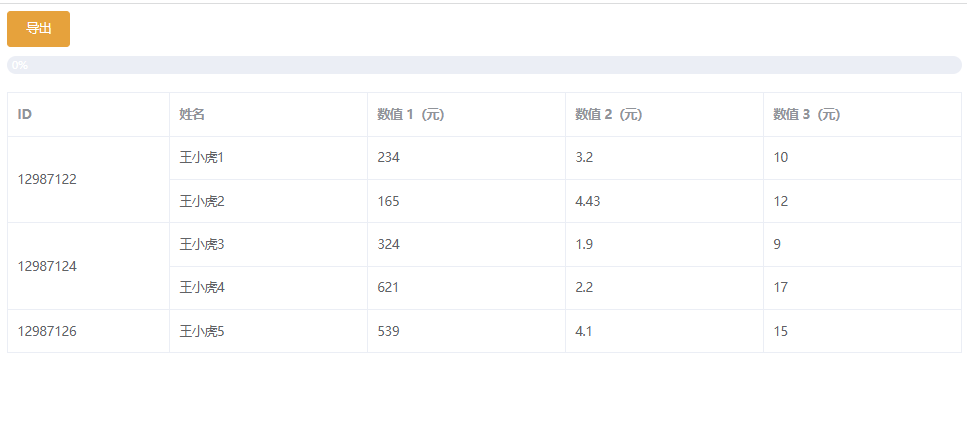 导出
0%
ID 姓名 数值 1（元） 数值 2（元） 数值 3（元）
12987122 王小虎1 234 3.2 10
王小虎2 165 4.43 12
12987124 王小虎3 324 1.9 9
王小虎4 621 2.2 17
12987126 王小虎5 539 4.1 15